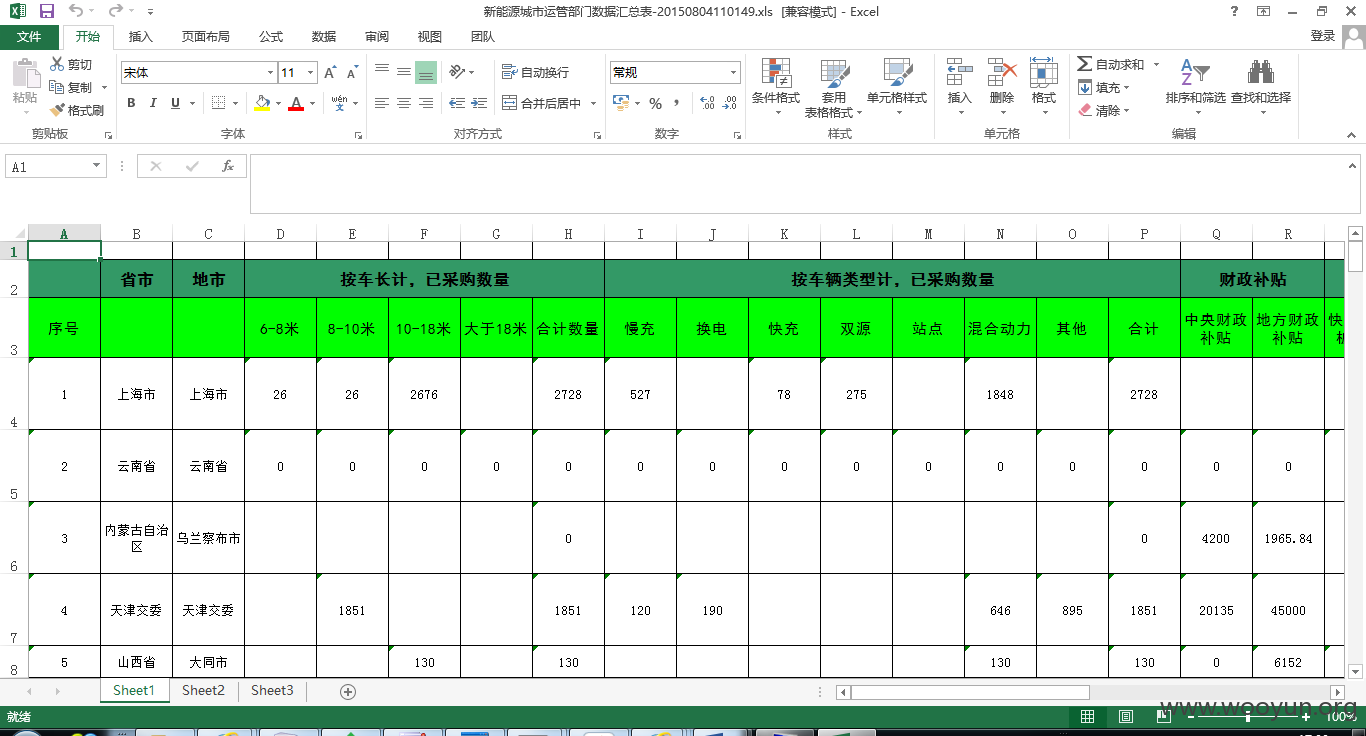 新能源城市运管部门数据汇总表-20150804110149.xls [兼容模式] - Excel
文件 开始 插入 页面布局 公式 数据 审阅 视图 团队 登录
粘贴 剪切 复制 格式刷
宋体 11 A A
B I U A wén
自动换行
合并后居中
常规
% , .00
条件格式 套用 表格格式 单元格样式
插入 删除 格式
自动求和 填充 清除
排序和筛选 查找和选择
剪贴板 字体 对齐方式 数字 样式 单元格 编辑
A1 fx
A B C D E F G H I J K L M N O P Q R
1
2 省市 地市 按车长计，已采购数量 按车辆类型计，已采购数量 财政补贴
3 序号 6-8米 8-10米 10-18米 大于18米 合计数量 慢充 换电 快充 双源 站点 混合动力 其他 合计 中央财政补贴 地方财政补贴
4 1 上海市 上海市 26 26 2676 2728 527 78 275 1848 2728
5 2 云南省 云南省 0 0 0 0 0 0 0 0 0 0 0 0 0 0 0
6 3 内蒙古自治区 乌兰察布市 0 0 4200 1965.84
7 4 天津交委 天津交委 1851 1851 120 190 646 895 1851 20135 45000
8 5 山西省 大同市 130 130 130 130 0 6152
Sheet1 Sheet2 Sheet3
就绪 100%
www.wooyun.org